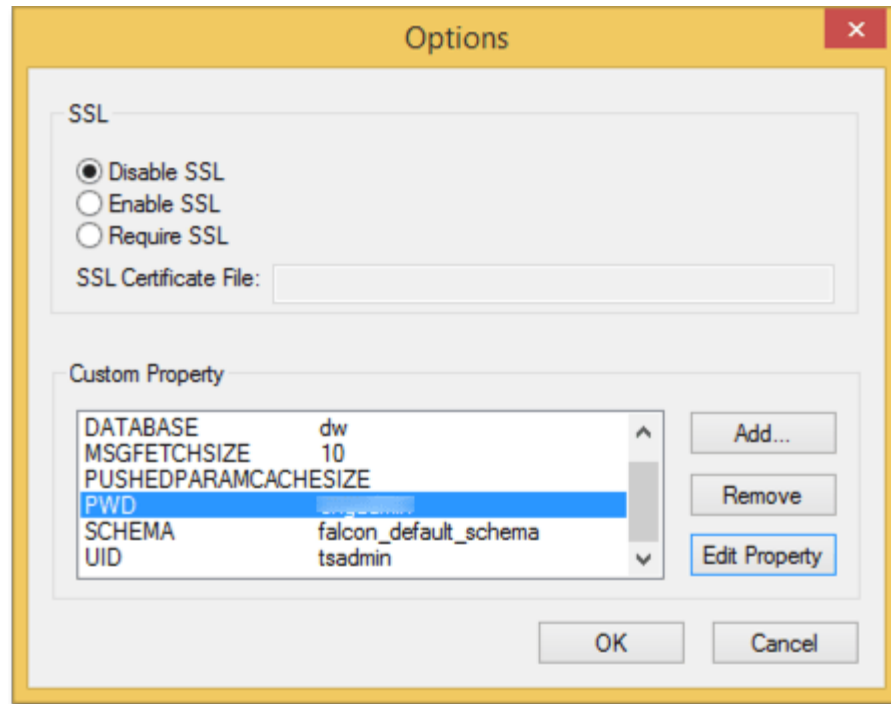 Options
SSL
Disable SSL
Enable SSL
Require SSL
SSL Certificate File:
Custom Property
DATABASE dw
MSGFETCHSIZE 10
PUSHEDPARAMCACHESIZE
PWD
SCHEMA falcon_default_schema
UID tsadmin
Add...
Remove
Edit Property
OK
Cancel